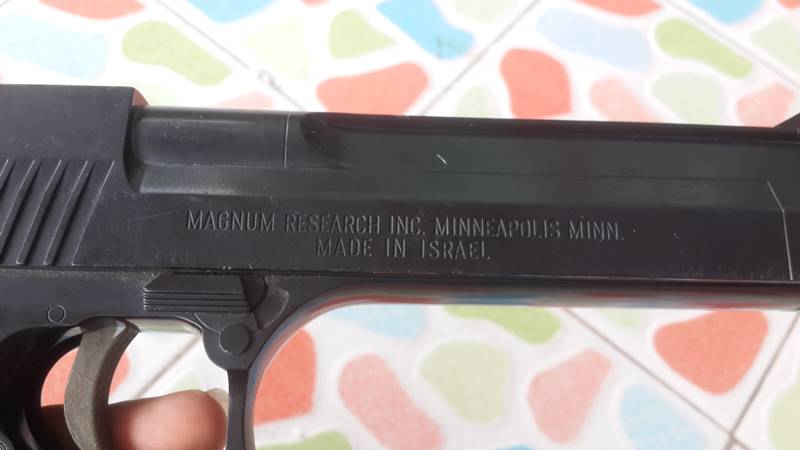 MAGNUM RESEARCH INC. MINNEAPOLIS MINN.
MADE IN ISRAEL